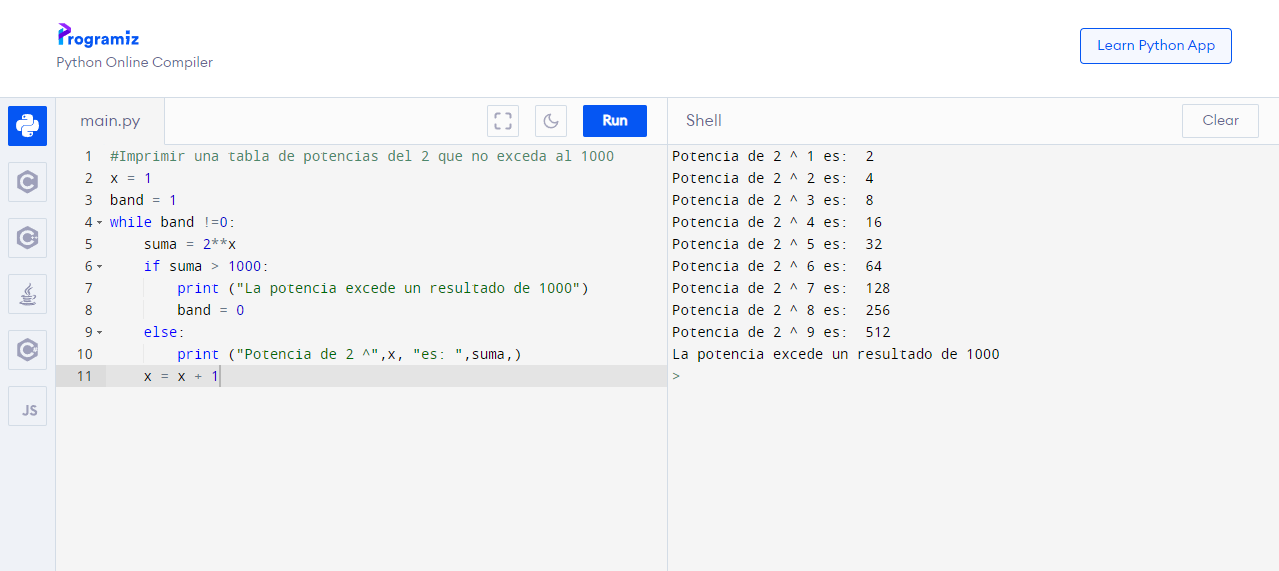 Programiz
Python Online Compiler
Learn Python App
main.py
Run
Shell
Clear
1 #Imprimir una tabla de potencias del 2 que no exceda al 1000
2 x = 1
3 band = 1
4 while band !=0:
5     suma = 2**x
6     if suma > 1000:
7         print ("La potencia excede un resultado de 1000")
8         band = 0
9     else:
10         print ("Potencia de 2 ^",x, "es: ",suma,)
11     x = x + 1
JS
Potencia de 2 ^ 1 es:  2
Potencia de 2 ^ 2 es:  4
Potencia de 2 ^ 3 es:  8
Potencia de 2 ^ 4 es:  16
Potencia de 2 ^ 5 es:  32
Potencia de 2 ^ 6 es:  64
Potencia de 2 ^ 7 es:  128
Potencia de 2 ^ 8 es:  256
Potencia de 2 ^ 9 es:  512
La potencia excede un resultado de 1000
>